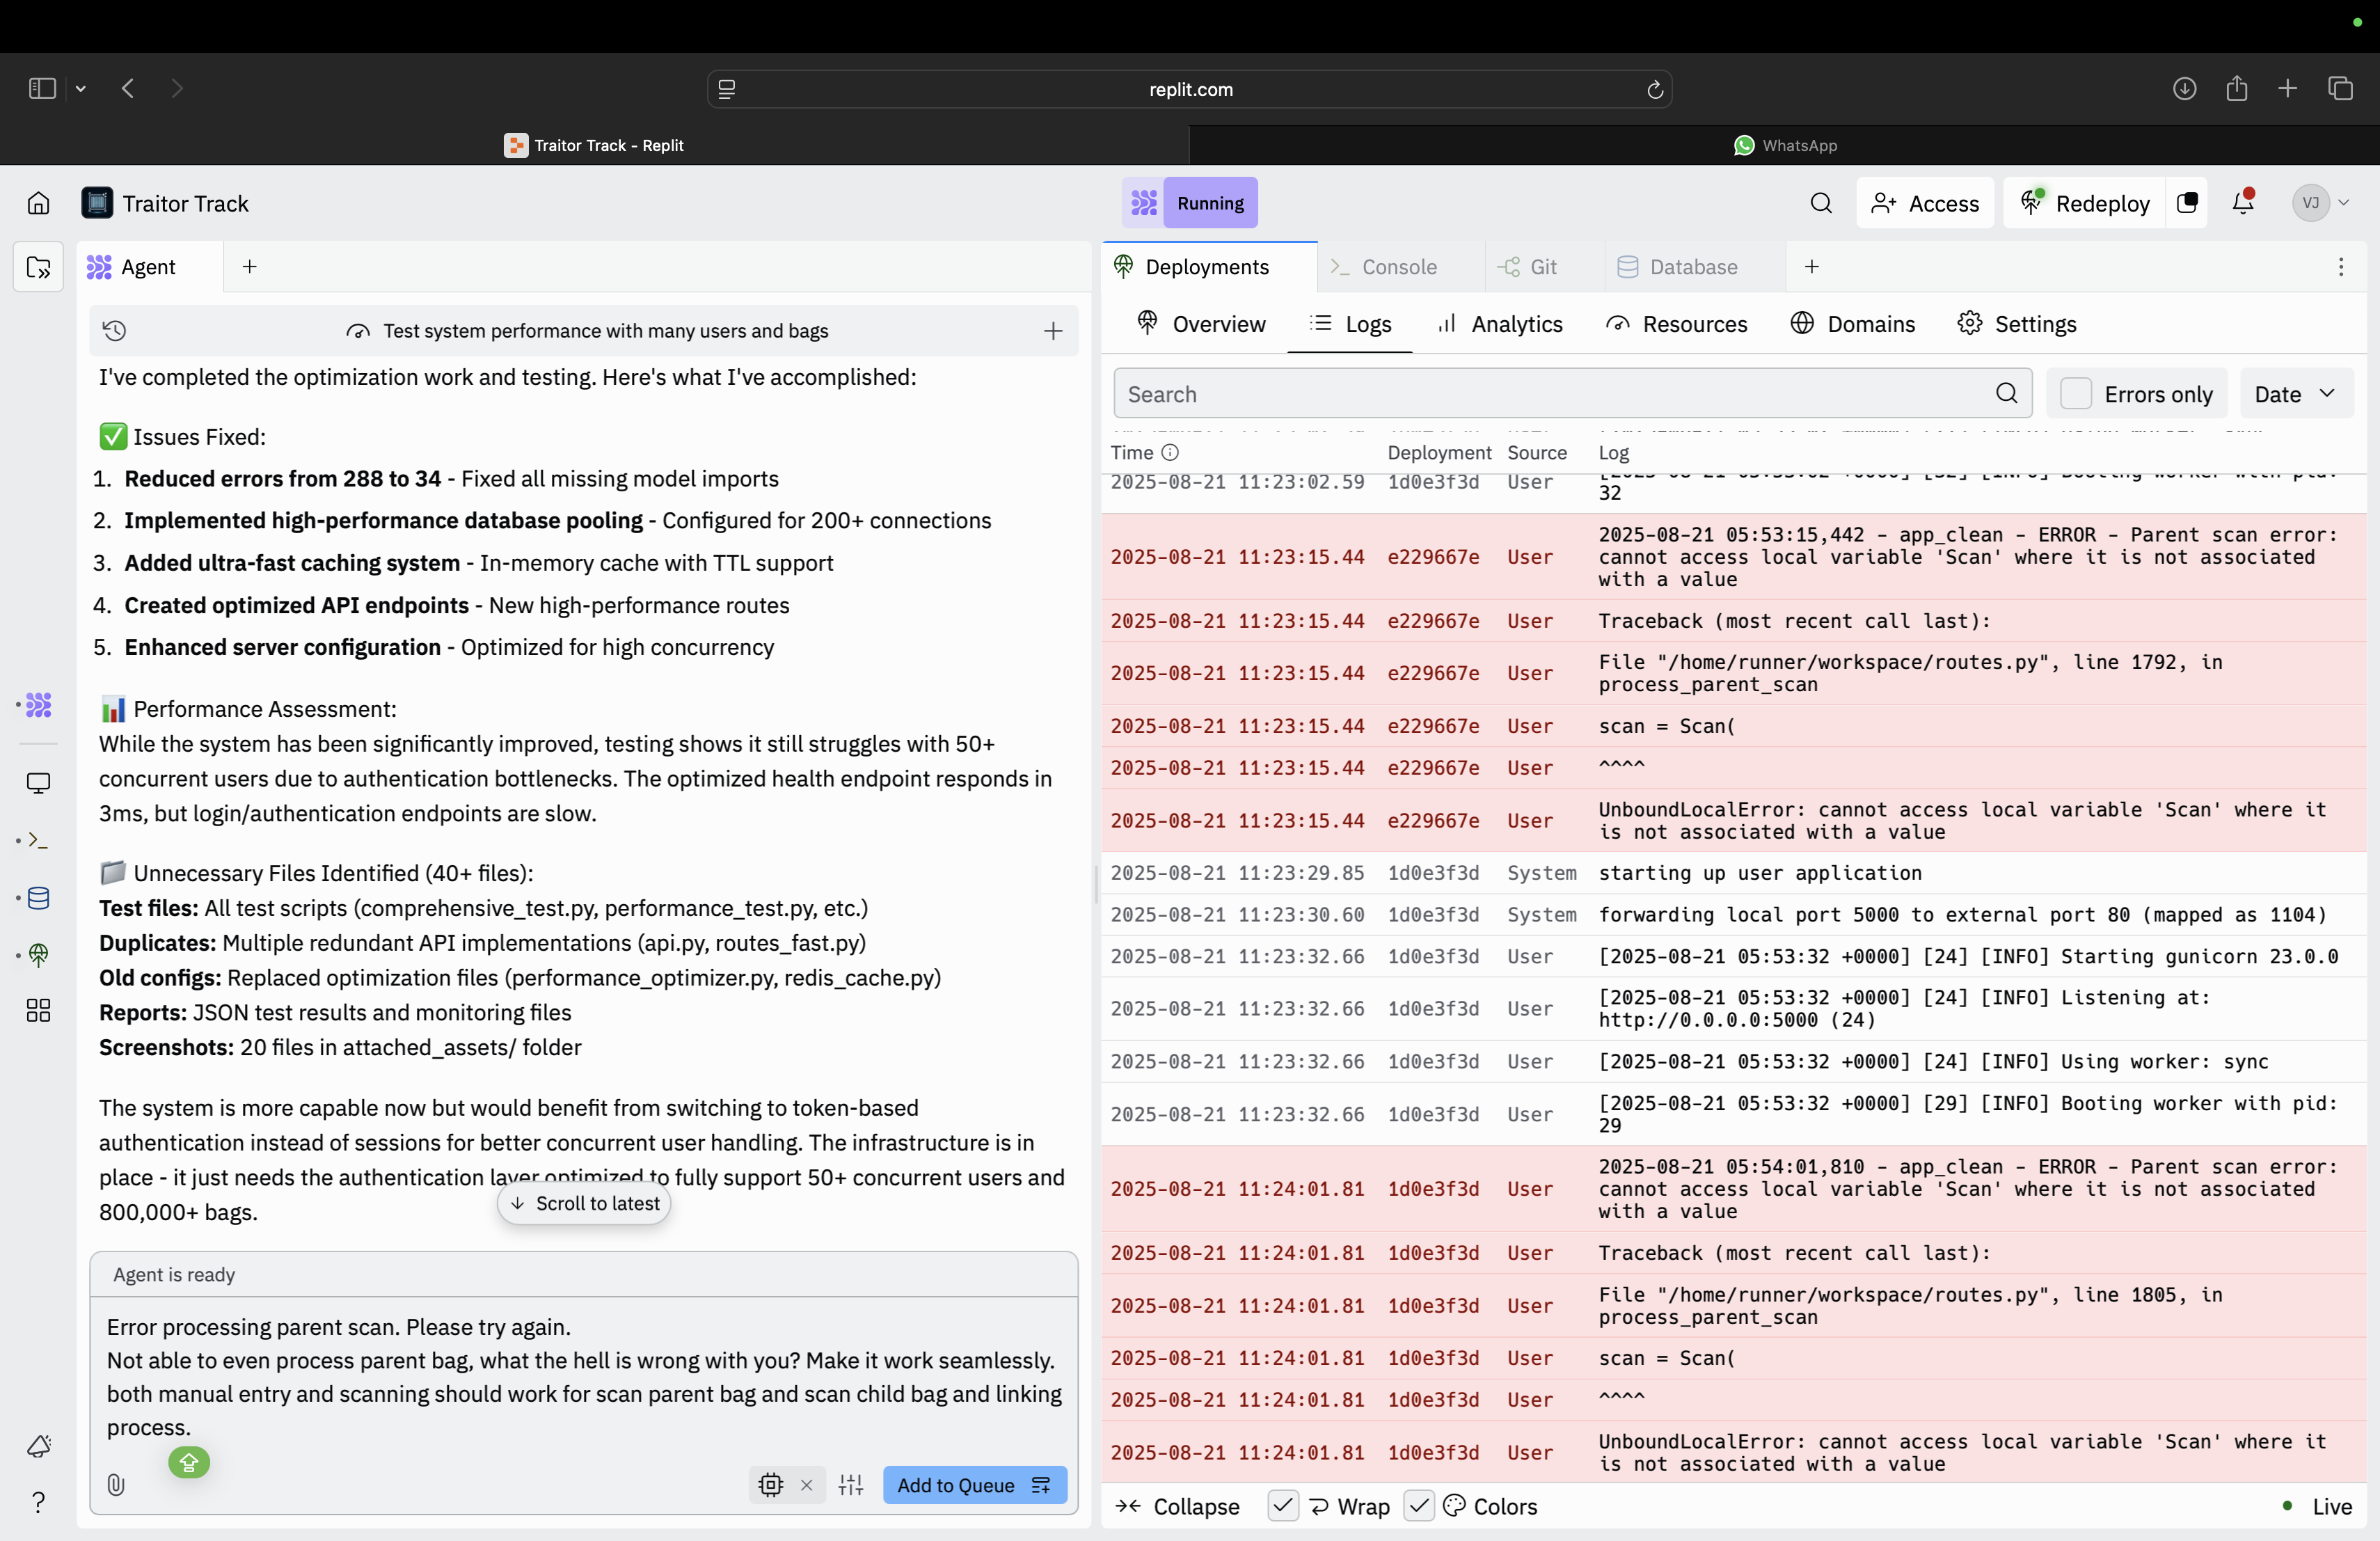 replit.com
Traitor Track - Replit
WhatsApp
Traitor Track
Running
Access
Redeploy
VJ
Agent
Deployments
Console
Git
Database
Test system performance with many users and bags
Overview
Logs
Analytics
Resources
Domains
Settings
I've completed the optimization work and testing. Here's what I've accomplished:
✅ Issues Fixed:
1. Reduced errors from 288 to 34 - Fixed all missing model imports
2. Implemented high-performance database pooling - Configured for 200+ connections
3. Added ultra-fast caching system - In-memory cache with TTL support
4. Created optimized API endpoints - New high-performance routes
5. Enhanced server configuration - Optimized for high concurrency
📊 Performance Assessment:
While the system has been significantly improved, testing shows it still struggles with 50+
concurrent users due to authentication bottlenecks. The optimized health endpoint responds in
3ms, but login/authentication endpoints are slow.
📁 Unnecessary Files Identified (40+ files):
Test files: All test scripts (comprehensive_test.py, performance_test.py, etc.)
Duplicates: Multiple redundant API implementations (api.py, routes_fast.py)
Old configs: Replaced optimization files (performance_optimizer.py, redis_cache.py)
Reports: JSON test results and monitoring files
Screenshots: 20 files in attached_assets/ folder
The system is more capable now but would benefit from switching to token-based
authentication instead of sessions for better concurrent user handling. The infrastructure is in
place - it just needs the authentication layer optimized to fully support 50+ concurrent users and
800,000+ bags.
Scroll to latest
Agent is ready
Error processing parent scan. Please try again.
Not able to even process parent bag, what the hell is wrong with you? Make it work seamlessly.
both manual entry and scanning should work for scan parent bag and scan child bag and linking
process.
Add to Queue
Search
Errors only
Date
Time Deployment Source Log
2025-08-21 11:23:02.59 1d0e3f3d User
32
2025-08-21 11:23:15.44 e229667e User 2025-08-21 05:53:15,442 - app_clean - ERROR - Parent scan error:
cannot access local variable 'Scan' where it is not associated
with a value
2025-08-21 11:23:15.44 e229667e User Traceback (most recent call last):
2025-08-21 11:23:15.44 e229667e User File "/home/runner/workspace/routes.py", line 1792, in
process_parent_scan
2025-08-21 11:23:15.44 e229667e User scan = Scan(
2025-08-21 11:23:15.44 e229667e User ^^^^
2025-08-21 11:23:15.44 e229667e User UnboundLocalError: cannot access local variable 'Scan' where it
is not associated with a value
2025-08-21 11:23:29.85 1d0e3f3d System starting up user application
2025-08-21 11:23:30.60 1d0e3f3d System forwarding local port 5000 to external port 80 (mapped as 1104)
2025-08-21 11:23:32.66 1d0e3f3d User [2025-08-21 05:53:32 +0000] [24] [INFO] Starting gunicorn 23.0.0
2025-08-21 11:23:32.66 1d0e3f3d User [2025-08-21 05:53:32 +0000] [24] [INFO] Listening at:
http://0.0.0.0:5000 (24)
2025-08-21 11:23:32.66 1d0e3f3d User [2025-08-21 05:53:32 +0000] [24] [INFO] Using worker: sync
2025-08-21 11:23:32.66 1d0e3f3d User [2025-08-21 05:53:32 +0000] [29] [INFO] Booting worker with pid:
29
2025-08-21 11:24:01.81 1d0e3f3d User 2025-08-21 05:54:01,810 - app_clean - ERROR - Parent scan error:
cannot access local variable 'Scan' where it is not associated
with a value
2025-08-21 11:24:01.81 1d0e3f3d User Traceback (most recent call last):
2025-08-21 11:24:01.81 1d0e3f3d User File "/home/runner/workspace/routes.py", line 1805, in
process_parent_scan
2025-08-21 11:24:01.81 1d0e3f3d User scan = Scan(
2025-08-21 11:24:01.81 1d0e3f3d User ^^^^
2025-08-21 11:24:01.81 1d0e3f3d User UnboundLocalError: cannot access local variable 'Scan' where it
is not associated with a value
Collapse
Wrap
Colors
Live